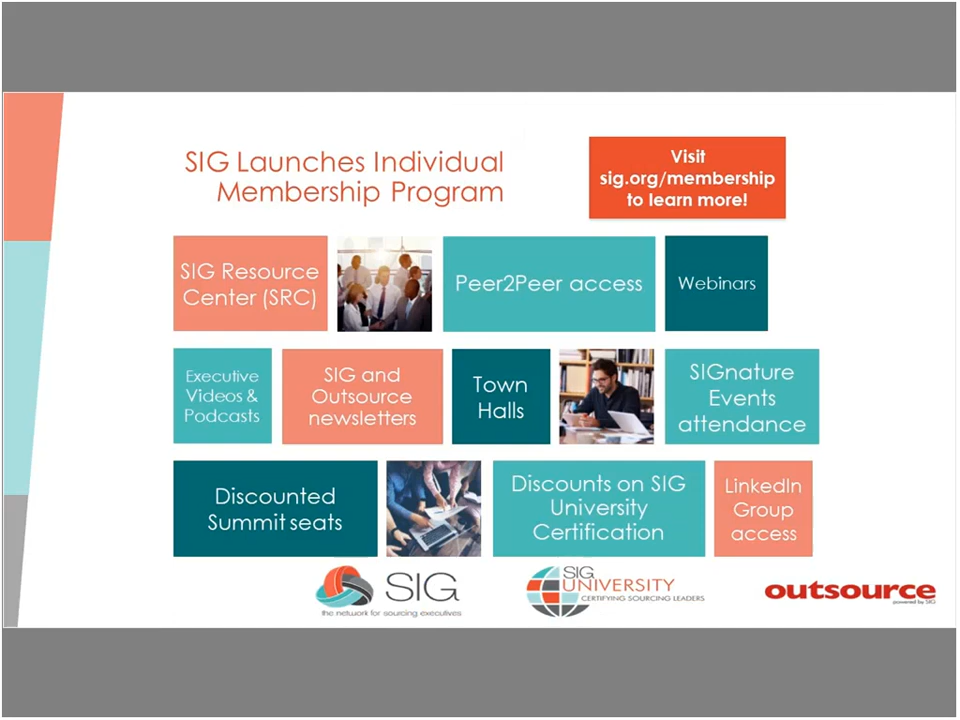 SIG Launches Individual
Membership Program
Visit
sig.org/membership
to learn more!
SIG Resource
Center (SRC)
Peer2Peer access
Webinars
Executive
Videos &
Podcasts
SIG and
Outsource
newsletters
Town
Halls
SIGnature
Events
attendance
Discounted
Summit seats
Discounts on SIG
University
Certification
LinkedIn
Group
access
SIG
the network for sourcing executives
SIG
UNIVERSITY
CERTIFYING SOURCING LEADERS
outsource
powered by SIG